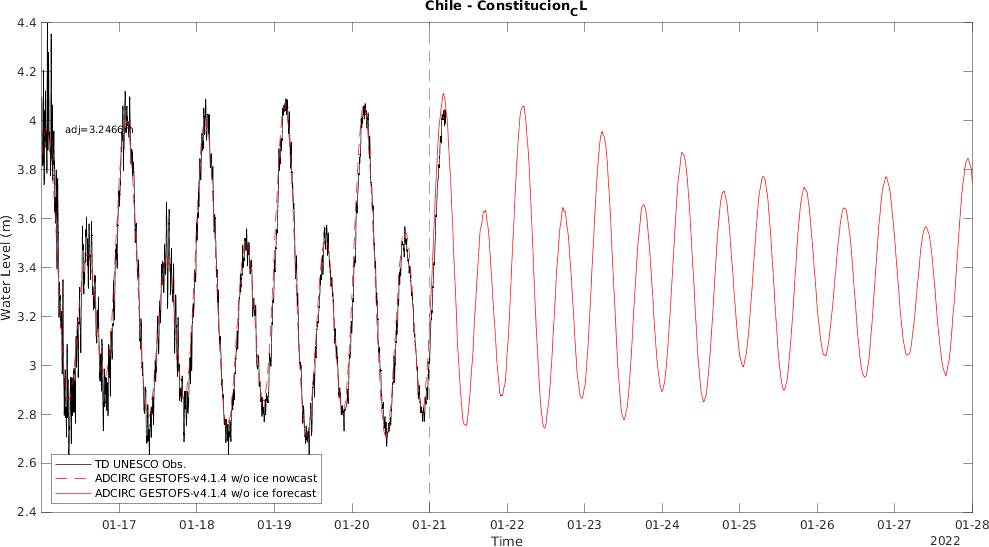 Chile - Constitucion_CL
4.4
4.2
4
3.8
3.6
3.4
3.2
3
2.8
2.6
2.4
Water Level (m)
adj=3.2466m
TD UNESCO Obs.
ADCIRC GESTOFS-v4.1.4 w/o ice nowcast
ADCIRC GESTOFS-v4.1.4 w/o ice forecast
01-17 01-18 01-19 01-20 01-21 01-22 01-23 01-24 01-25 01-26 01-27 01-28
Time
2022